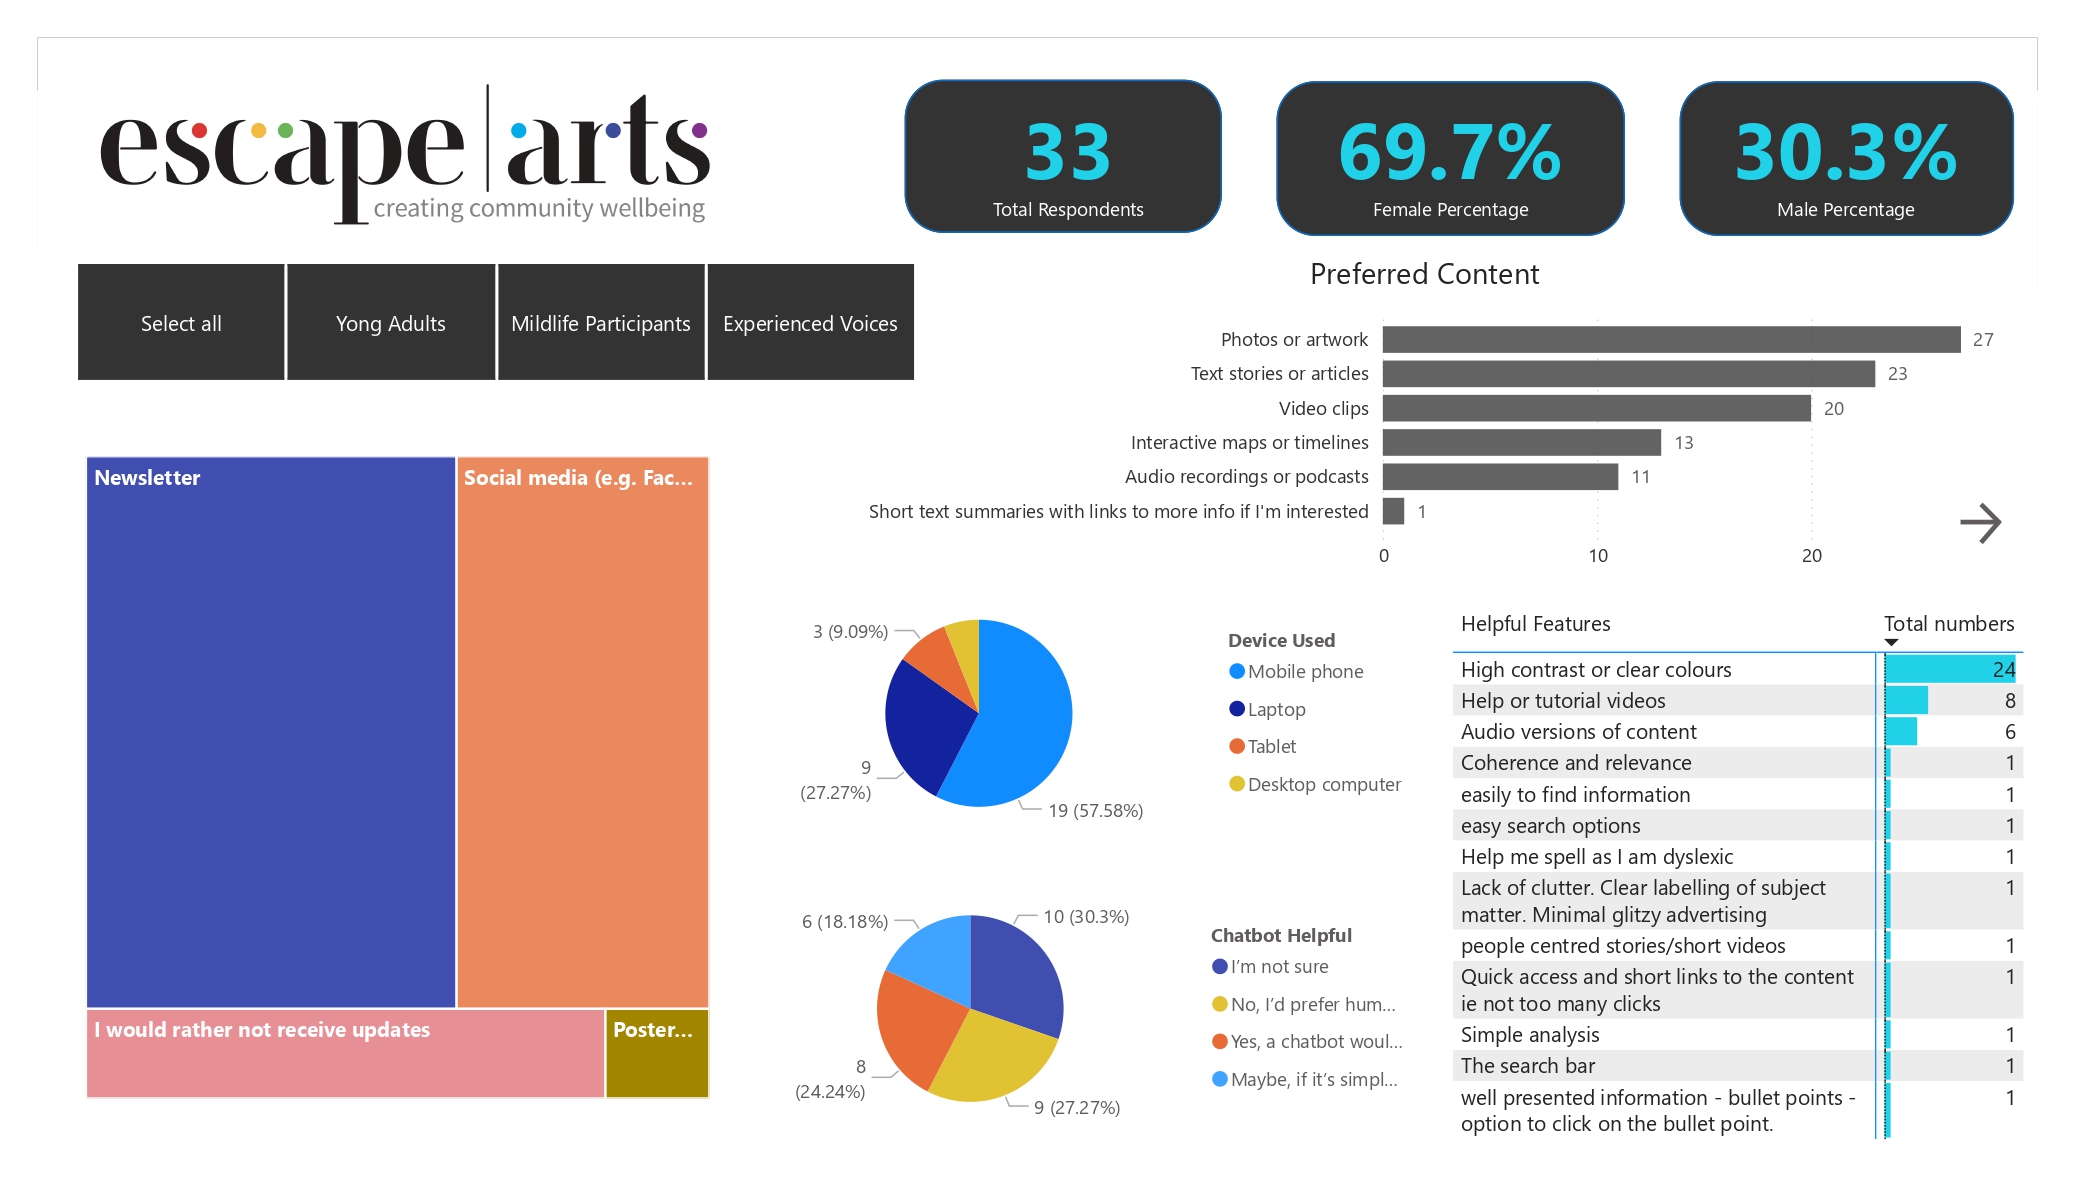 escape arts
creating community wellbeing
33
Total Respondents
69.7%
Female Percentage
30.3%
Male Percentage
Select all
Yong Adults
Mildlife Participants
Experienced Voices
Preferred Content
Photos or artwork 27
Text stories or articles 23
Video clips 20
Interactive maps or timelines 13
Audio recordings or podcasts 11
Short text summaries with links to more info if I'm interested 1
0 10 20
Newsletter
Social media (e.g. Fac...
I would rather not receive updates
Poster...
3 (9.09%)
9
(27.27%)
19 (57.58%)
Device Used
Mobile phone
Laptop
Tablet
Desktop computer
6 (18.18%)
10 (30.3%)
8
(24.24%)
9 (27.27%)
Chatbot Helpful
I’m not sure
No, I’d prefer hum...
Yes, a chatbot woul...
Maybe, if it’s simpl...
Helpful Features Total numbers
High contrast or clear colours 24
Help or tutorial videos 8
Audio versions of content 6
Coherence and relevance 1
easily to find information 1
easy search options 1
Help me spell as I am dyslexic 1
Lack of clutter. Clear labelling of subject 1
matter. Minimal glitzy advertising
people centred stories/short videos 1
Quick access and short links to the content 1
ie not too many clicks
Simple analysis 1
The search bar 1
well presented information - bullet points - 1
option to click on the bullet point.